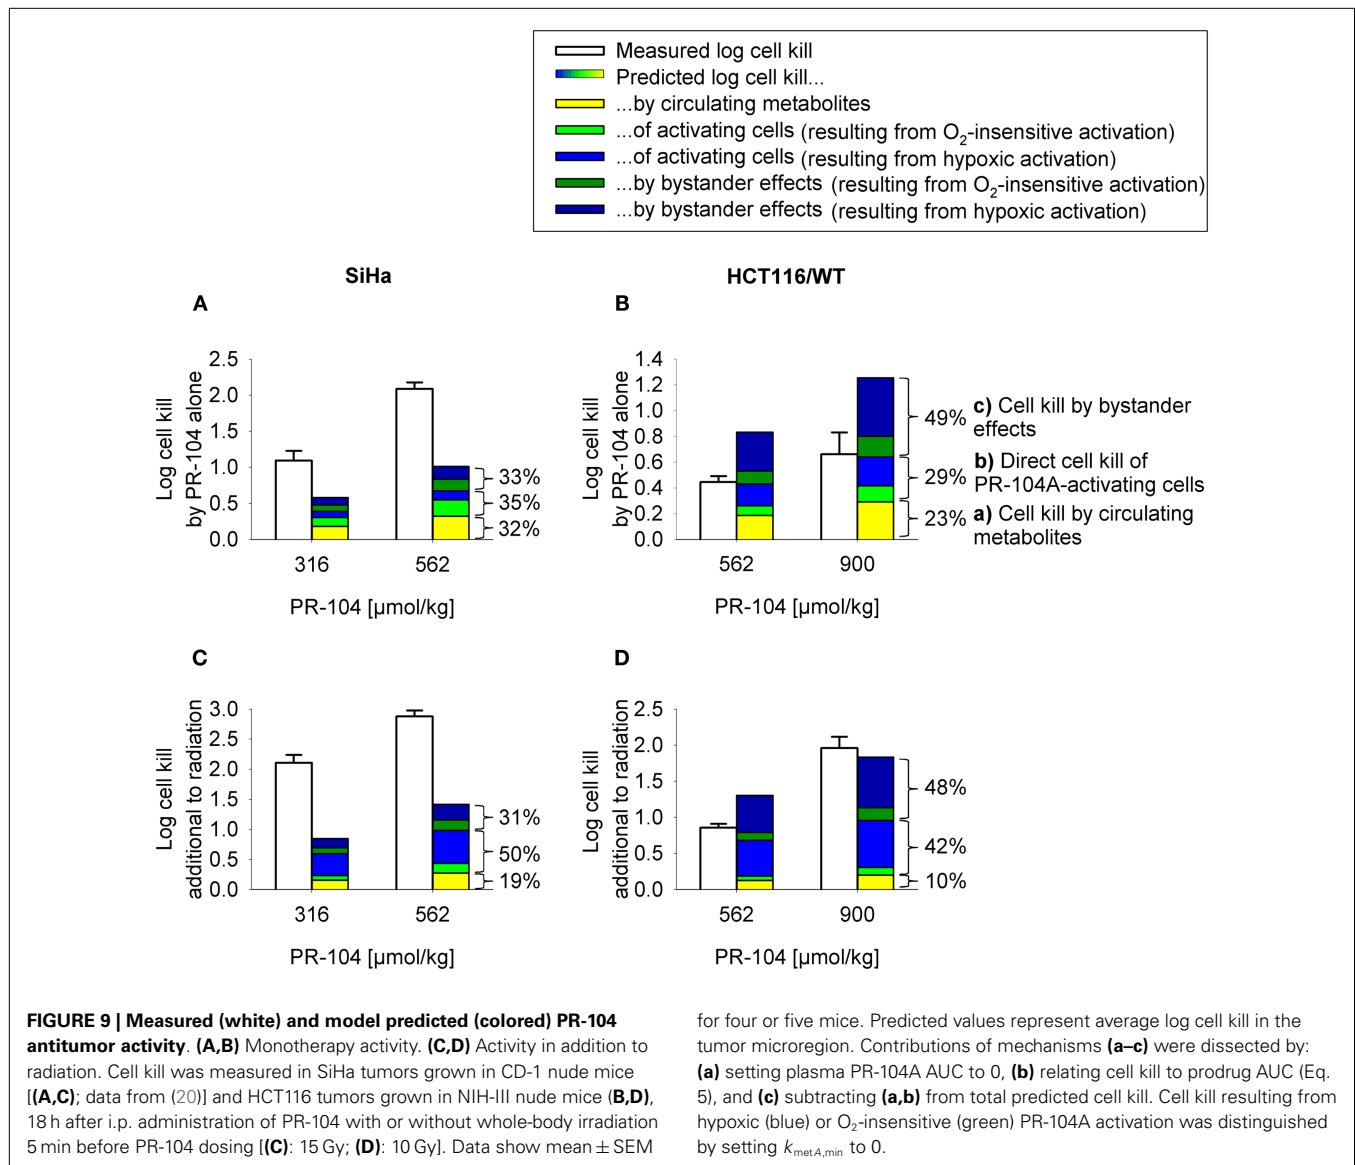 Measured log cell kill
Predicted log cell kill...
...by circulating metabolites
...of activating cells (resulting from O2-insensitive activation)
...of activating cells (resulting from hypoxic activation)
...by bystander effects (resulting from O2-insensitive activation)
...by bystander effects (resulting from hypoxic activation)
SiHa
HCT116/WT
A
Log cell kill
by PR-104 alone
2.5
2.0
1.5
1.0
0.5
0.0
33%
35%
32%
316
562
PR-104 [µmol/kg]
B
Log cell kill
by PR-104 alone
1.4
1.2
1.0
0.8
0.6
0.4
0.2
0.0
49%
29%
23%
c) Cell kill by bystander
effects
b) Direct cell kill of
PR-104A-activating cells
a) Cell kill by circulating
metabolites
562
900
PR-104 [µmol/kg]
C
Log cell kill
additional to radiation
3.0
2.5
2.0
1.5
1.0
0.5
0.0
31%
50%
19%
316
562
PR-104 [µmol/kg]
D
Log cell kill
additional to radiation
2.5
2.0
1.5
1.0
0.5
0.0
48%
42%
10%
562
900
PR-104 [µmol/kg]
FIGURE 9 | Measured (white) and model predicted (colored) PR-104
antitumor activity. (A,B) Monotherapy activity. (C,D) Activity in addition to
radiation. Cell kill was measured in SiHa tumors grown in CD-1 nude mice
[(A,C); data from (20)] and HCT116 tumors grown in NIH-III nude mice (B,D),
18 h after i.p. administration of PR-104 with or without whole-body irradiation
5 min before PR-104 dosing [(C): 15 Gy; (D): 10 Gy]. Data show mean ± SEM
for four or five mice. Predicted values represent average log cell kill in the
tumor microregion. Contributions of mechanisms (a–c) were dissected by:
(a) setting plasma PR-104A AUC to 0, (b) relating cell kill to prodrug AUC (Eq.
5), and (c) subtracting (a,b) from total predicted cell kill. Cell kill resulting from
hypoxic (blue) or O2-insensitive (green) PR-104A activation was distinguished
by setting kmetA,min to 0.